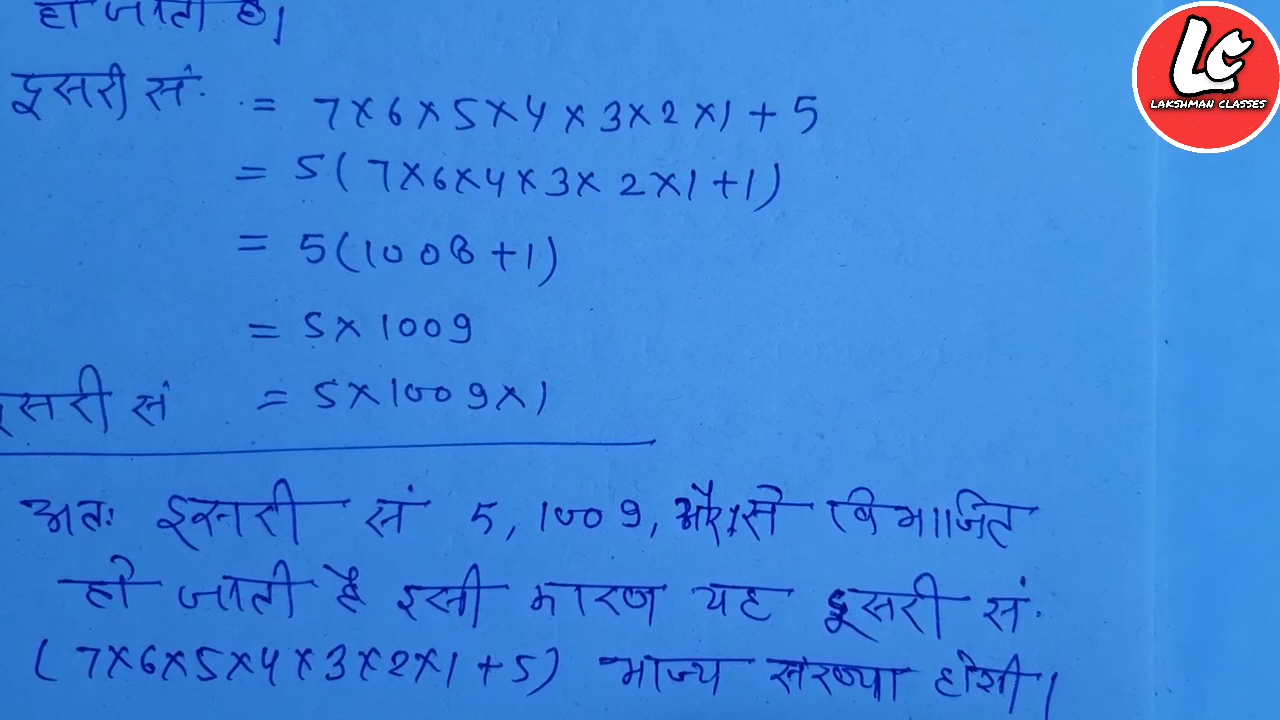 हो जाती है।
दूसरी सं. = 7×6×5×4×3×2×1+5
= 5(7×6×4×3×2×1+1)
= 5(1008+1)
= 5×1009
दूसरी सं = 5×1009×1
अतः दूसरी सं 5, 1009, और 1 से विभाजित
हो जाती है इसी कारण यह दूसरी सं.
(7×6×5×4×3×2×1+5) भाज्य संख्या होगी।
LC
LAKSHMAN CLASSES